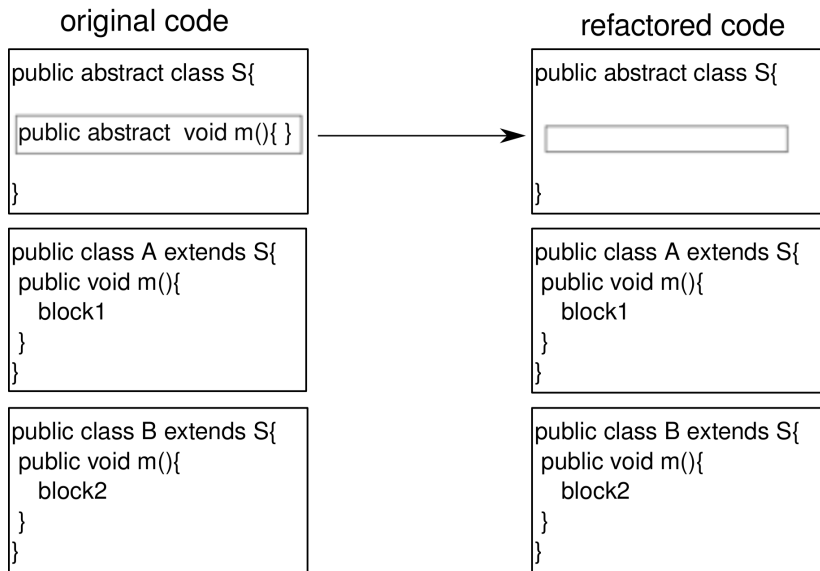 original code
public abstract class S{
public abstract  void m(){ }
}
public class A extends S{
public void m(){
block1
}
}
public class B extends S{
public void m(){
block2
}
}
refactored code
public abstract class S{
}
public class A extends S{
public void m(){
block1
}
}
public class B extends S{
public void m(){
block2
}
}